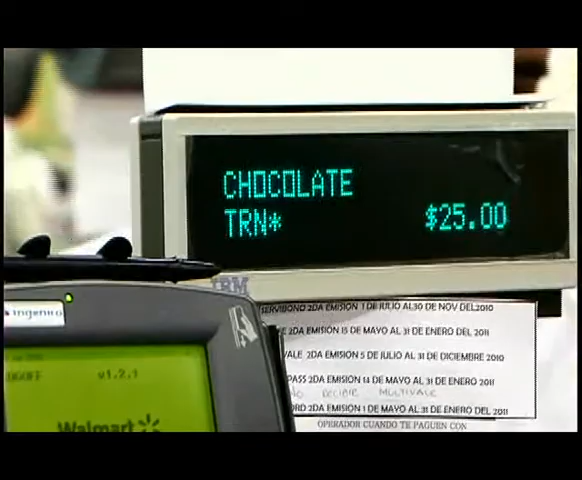 CHOCOLATE
TRN* $25.00
IBM
ingenico
v1.2.1
Walmart
2DA EMISION 1 DE JULIO AL 30 DE NOV DEL 2010
2DA EMISION 15 DE MAYO AL 31 DE ENERO DEL 2011
VALE 2DA EMISION 5 DE JULIO AL 31 DE DICIEMBRE 2010
PASS 2DA EMISION 14 DE MAYO AL 31 DE ENERO 2011
MULTIVALE
2DA EMISION 1 DE MAYO AL 31 DE ENERO DEL 2011
OPERADOR CUANDO TE PAGUEN CON